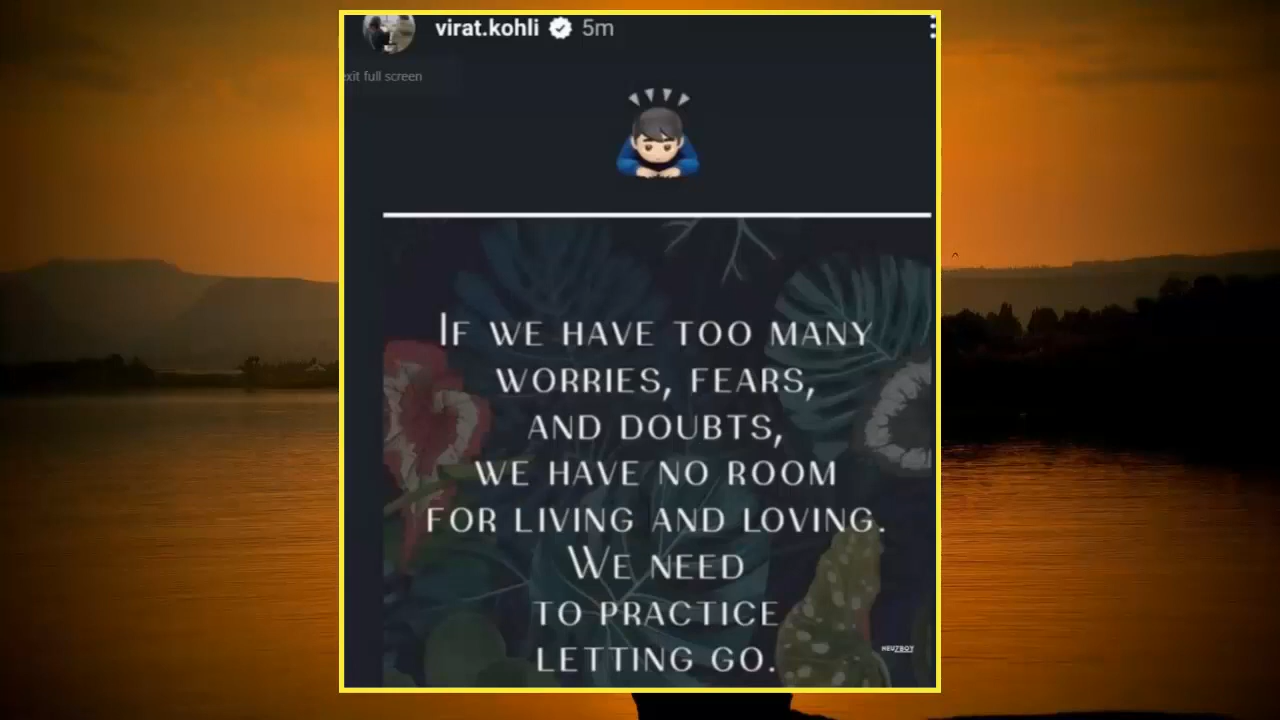 virat.kohli 5m
exit full screen
IF WE HAVE TOO MANY
WORRIES, FEARS,
AND DOUBTS,
WE HAVE NO ROOM
FOR LIVING AND LOVING.
WE NEED
TO PRACTICE
LETTING GO.